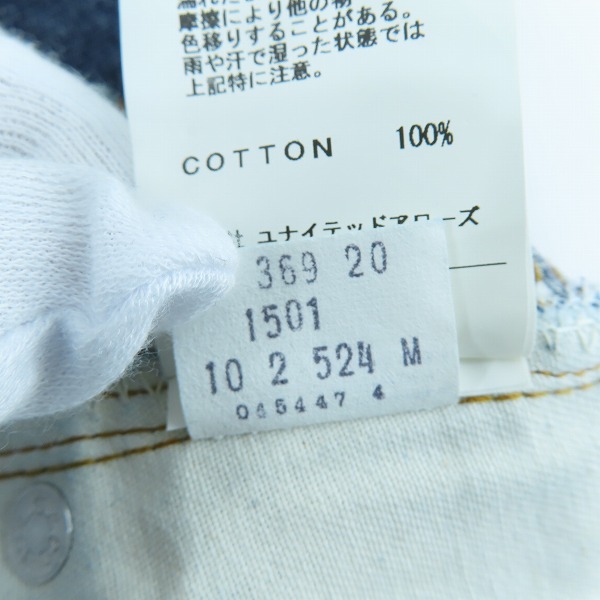 摩擦により他の物
色移りすることがある。
雨や汗で湿った状態では
上記特に注意。
COTTON 100%
ユナイテッドアローズ
369 20
1501
10 2 524 M
045447 4